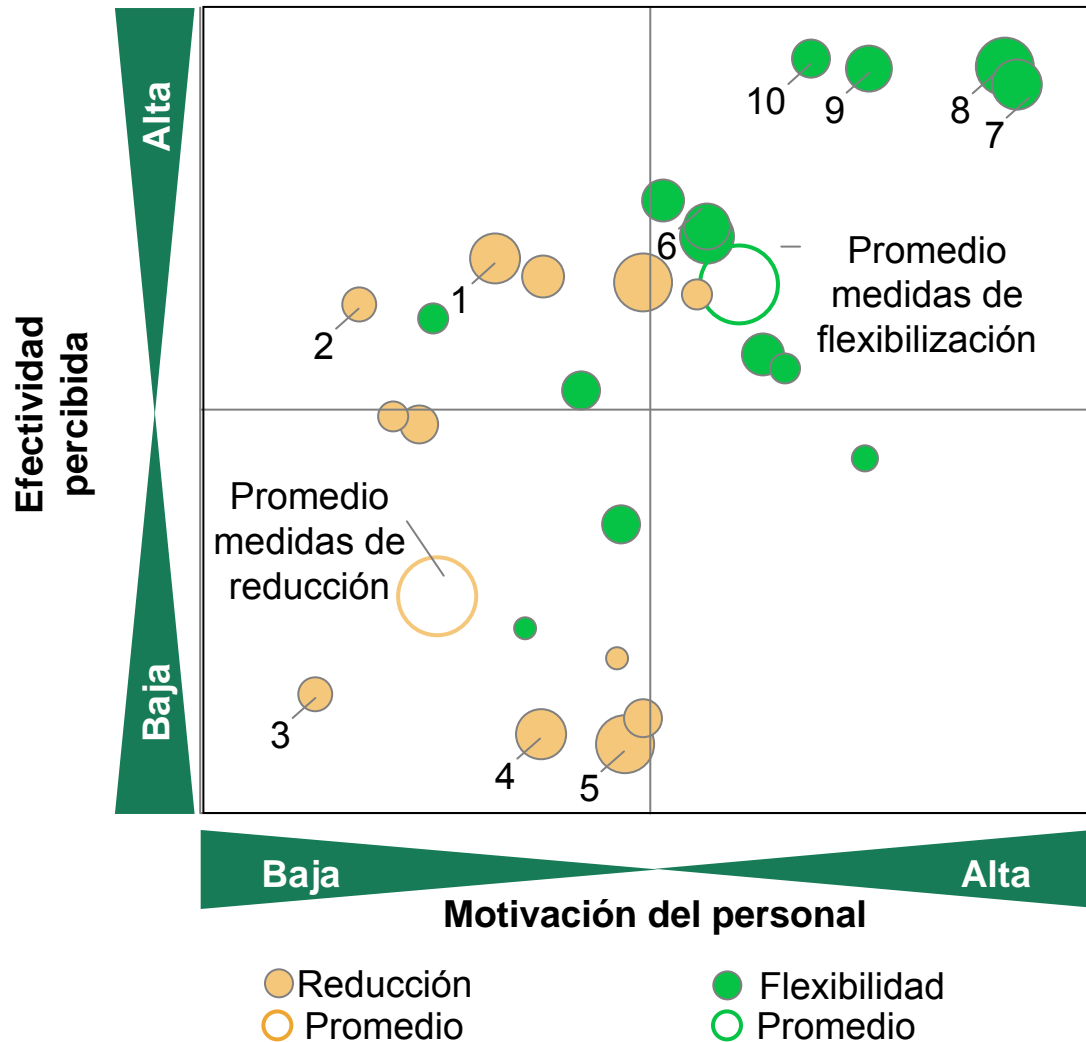 Alta
Efectividad
percibida
Baja
10
9
8
7
6
1
2
Promedio
medidas de
flexibilización
Promedio
medidas de
reducción
3
4
5
Baja
Alta
Motivación del personal
Reducción
Flexibilidad
Promedio
Promedio